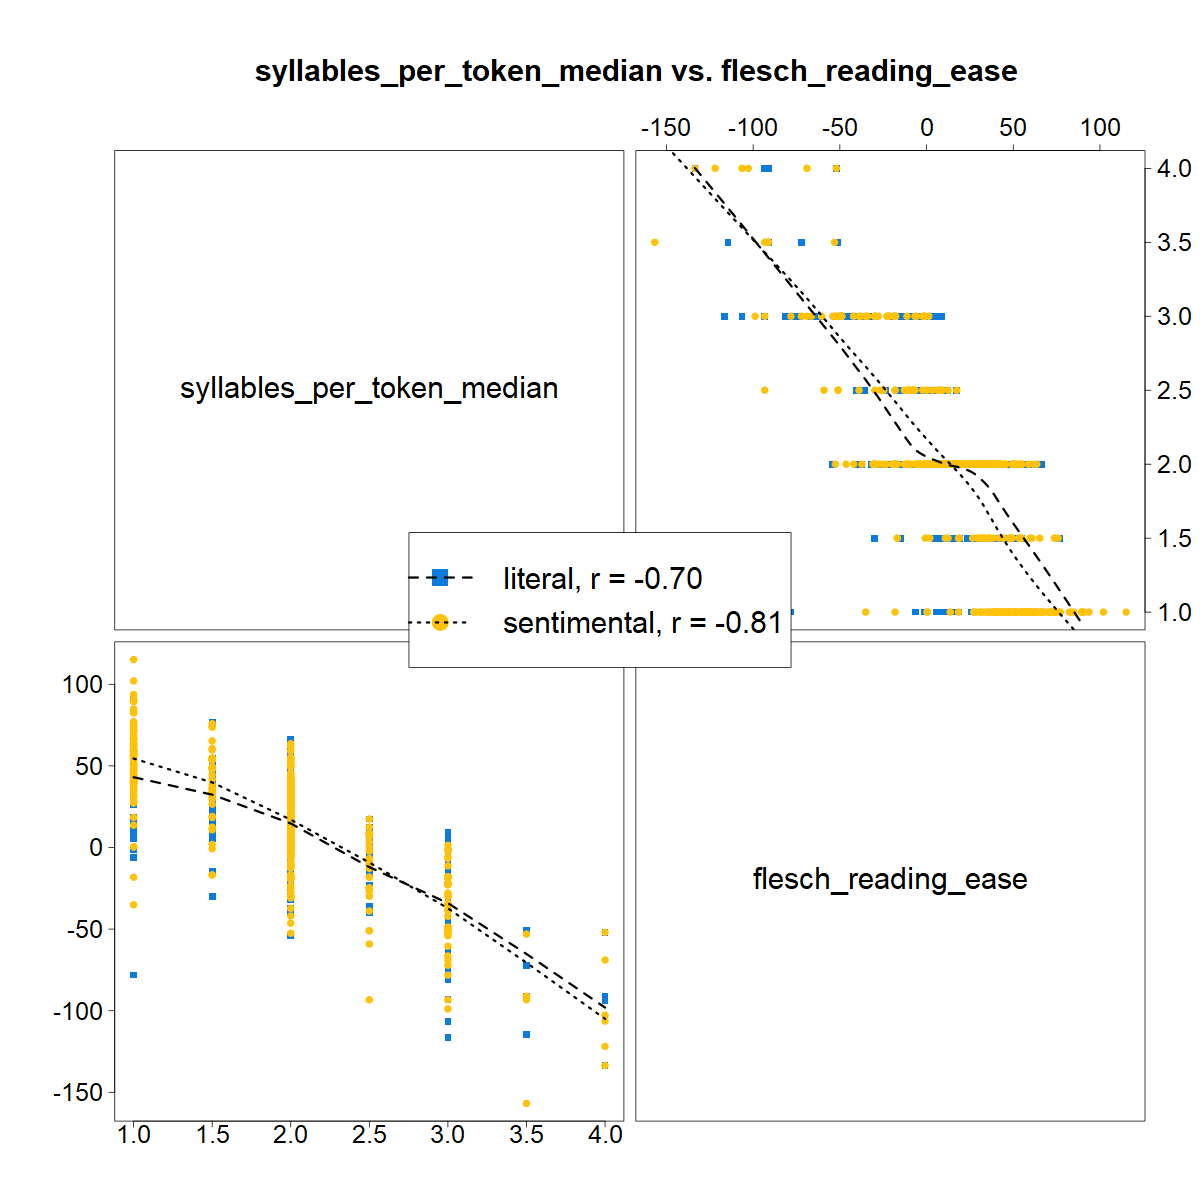 syllables_per_token_median vs. flesch_reading_ease
-150 -100 -50 0 50 100
4.0
3.5
3.0
2.5
2.0
1.5
1.0
syllables_per_token_median
literal, r = -0.70
sentimental, r = -0.81
100
50
0
-50
-100
-150
flesch_reading_ease
1.0 1.5 2.0 2.5 3.0 3.5 4.0